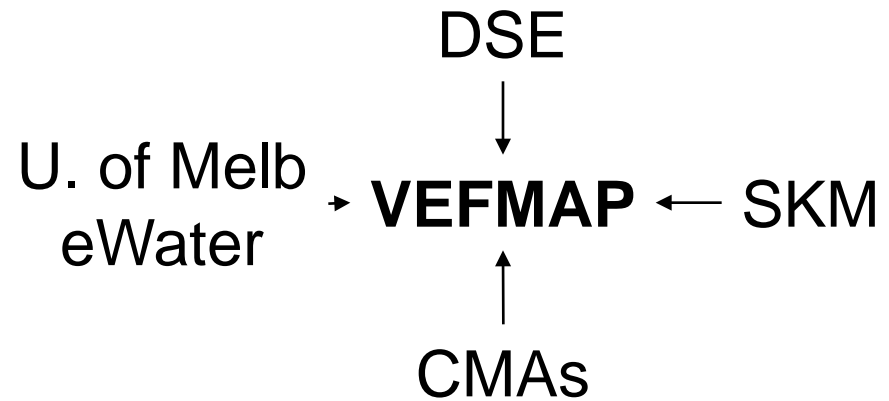 DSE
U. of Melb
eWater
VEFMAP
SKM
CMAs